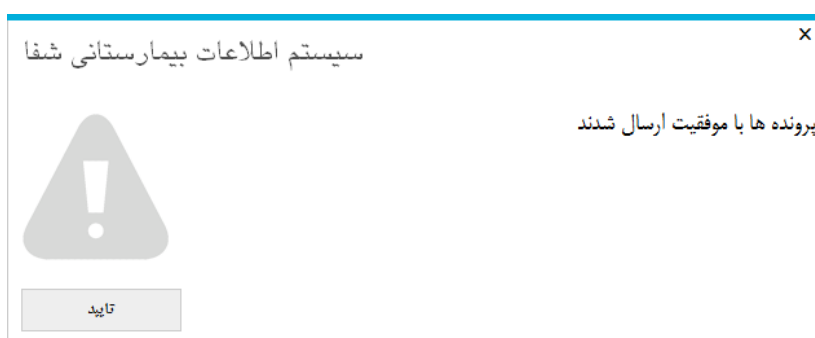 سیستم اطلاعات بیمارستانی شفا
پرونده ها با موفقیت ارسال شدند
تایید